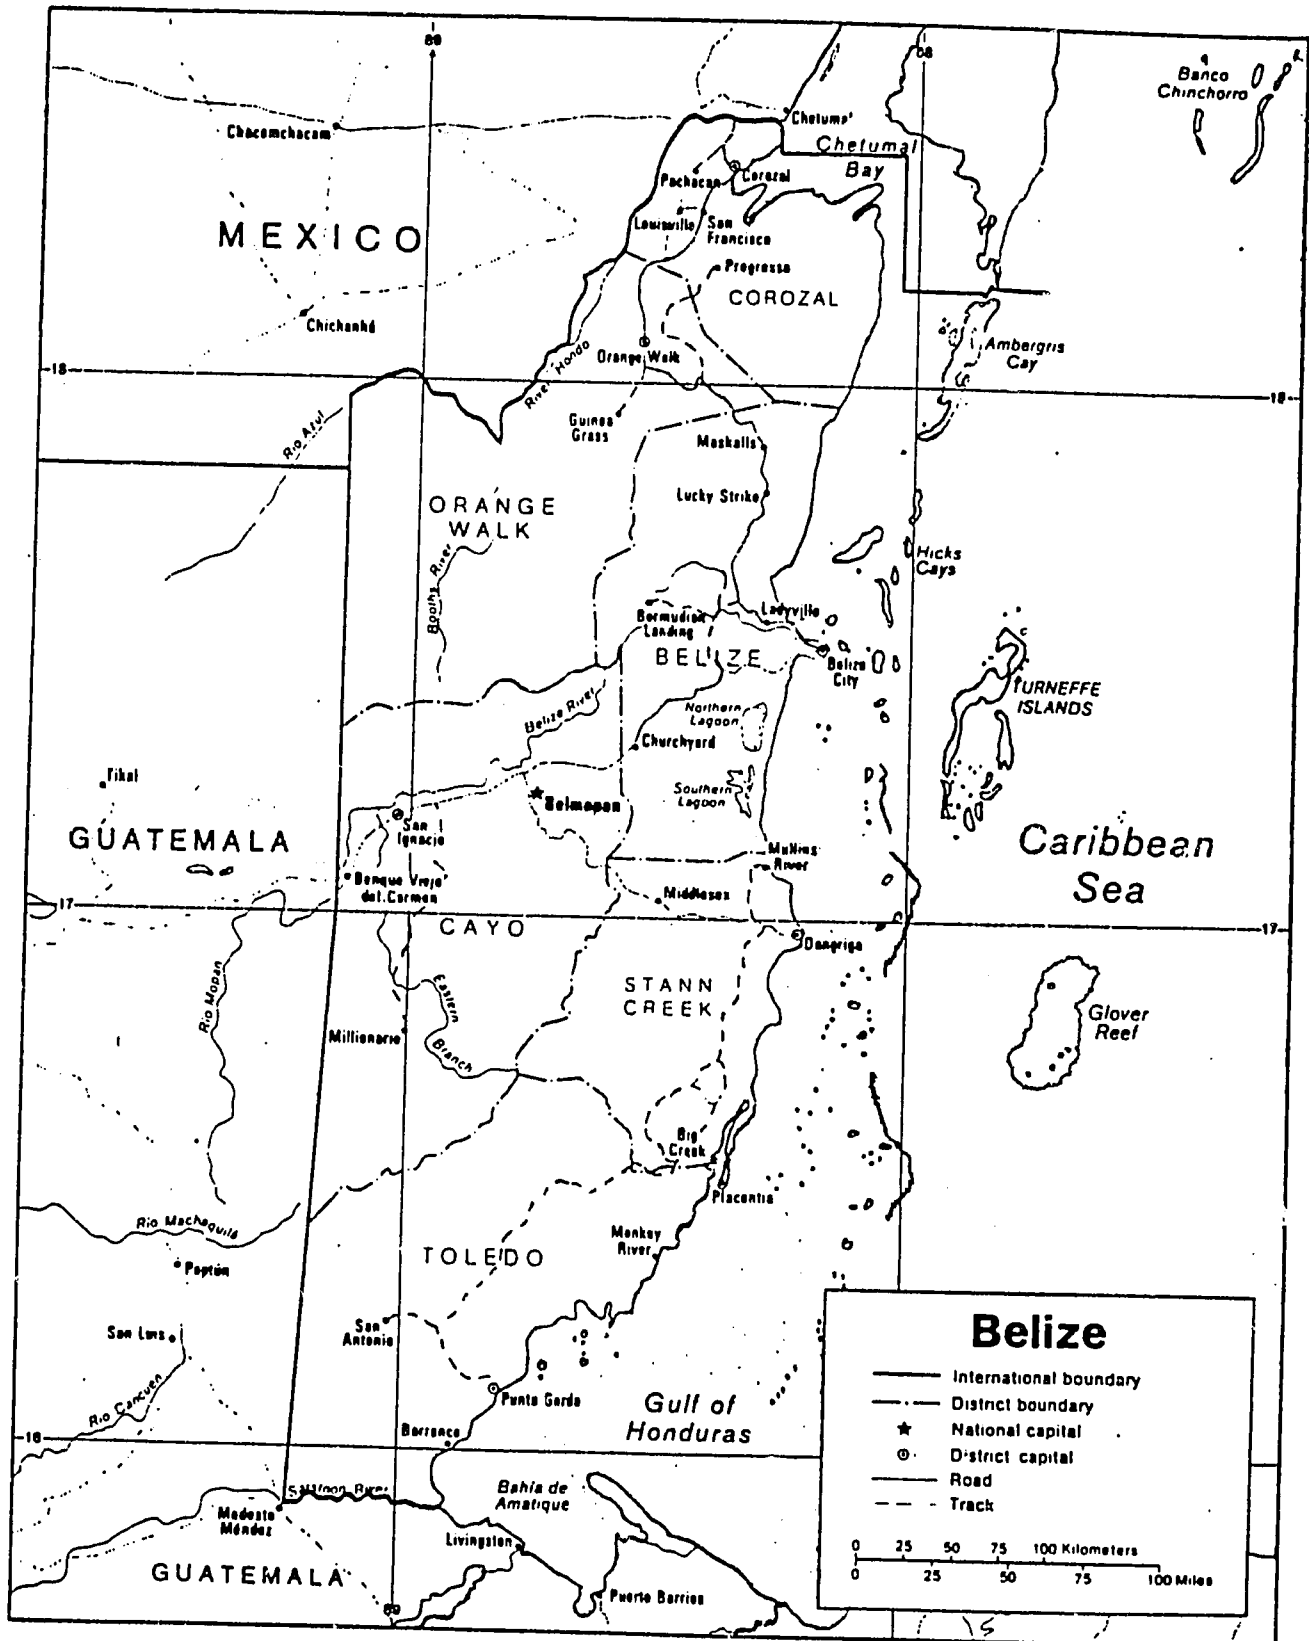 89
88
Banco
Chinchorro
Chacamchacam
Chetumal
Chetumal
Bay
Pachacan
Corozal
MEXICO
Louisville
San
Francisco
Progresso
COROZAL
Chichanhá
Ambergris
Cay
Orange Walk
River Hondo
18
18
Rio Azul
Guinea
Grass
Maskalls
Lucky Strike
ORANGE
WALK
Hicks
Cays
Booths River
Ladyville
Bermudian
Landing
BELIZE
Belize
City
TURNEFFE
ISLANDS
Belize River
Northern
Lagoon
Churchyard
Tikal
Southern
Lagoon
Belmopan
San
Ignacio
GUATEMALA
Caribbean
Sea
Mullins
River
Benque Viejo
del Carmen
Middlesex
17
17
CAYO
Dangriga
STANN
CREEK
Rio Mopan
Eastern
Branch
Glover
Reef
Millionario
Big
Creek
Placentia
Rio Machaquilá
Monkey
River
TOLEDO
Poptún
San
Antonio
San Luis
Rio Cancuen
Punta Gorda
Gulf of
Honduras
Barranco
16
Bahía de
Amatique
River
Modesto
Méndez
Livingston
GUATEMALA
Puerto Barrios
89
Belize
International boundary
District boundary
National capital
District capital
Road
Track
0 25 50 75 100 Kilometers
0 25 50 75 100 Miles